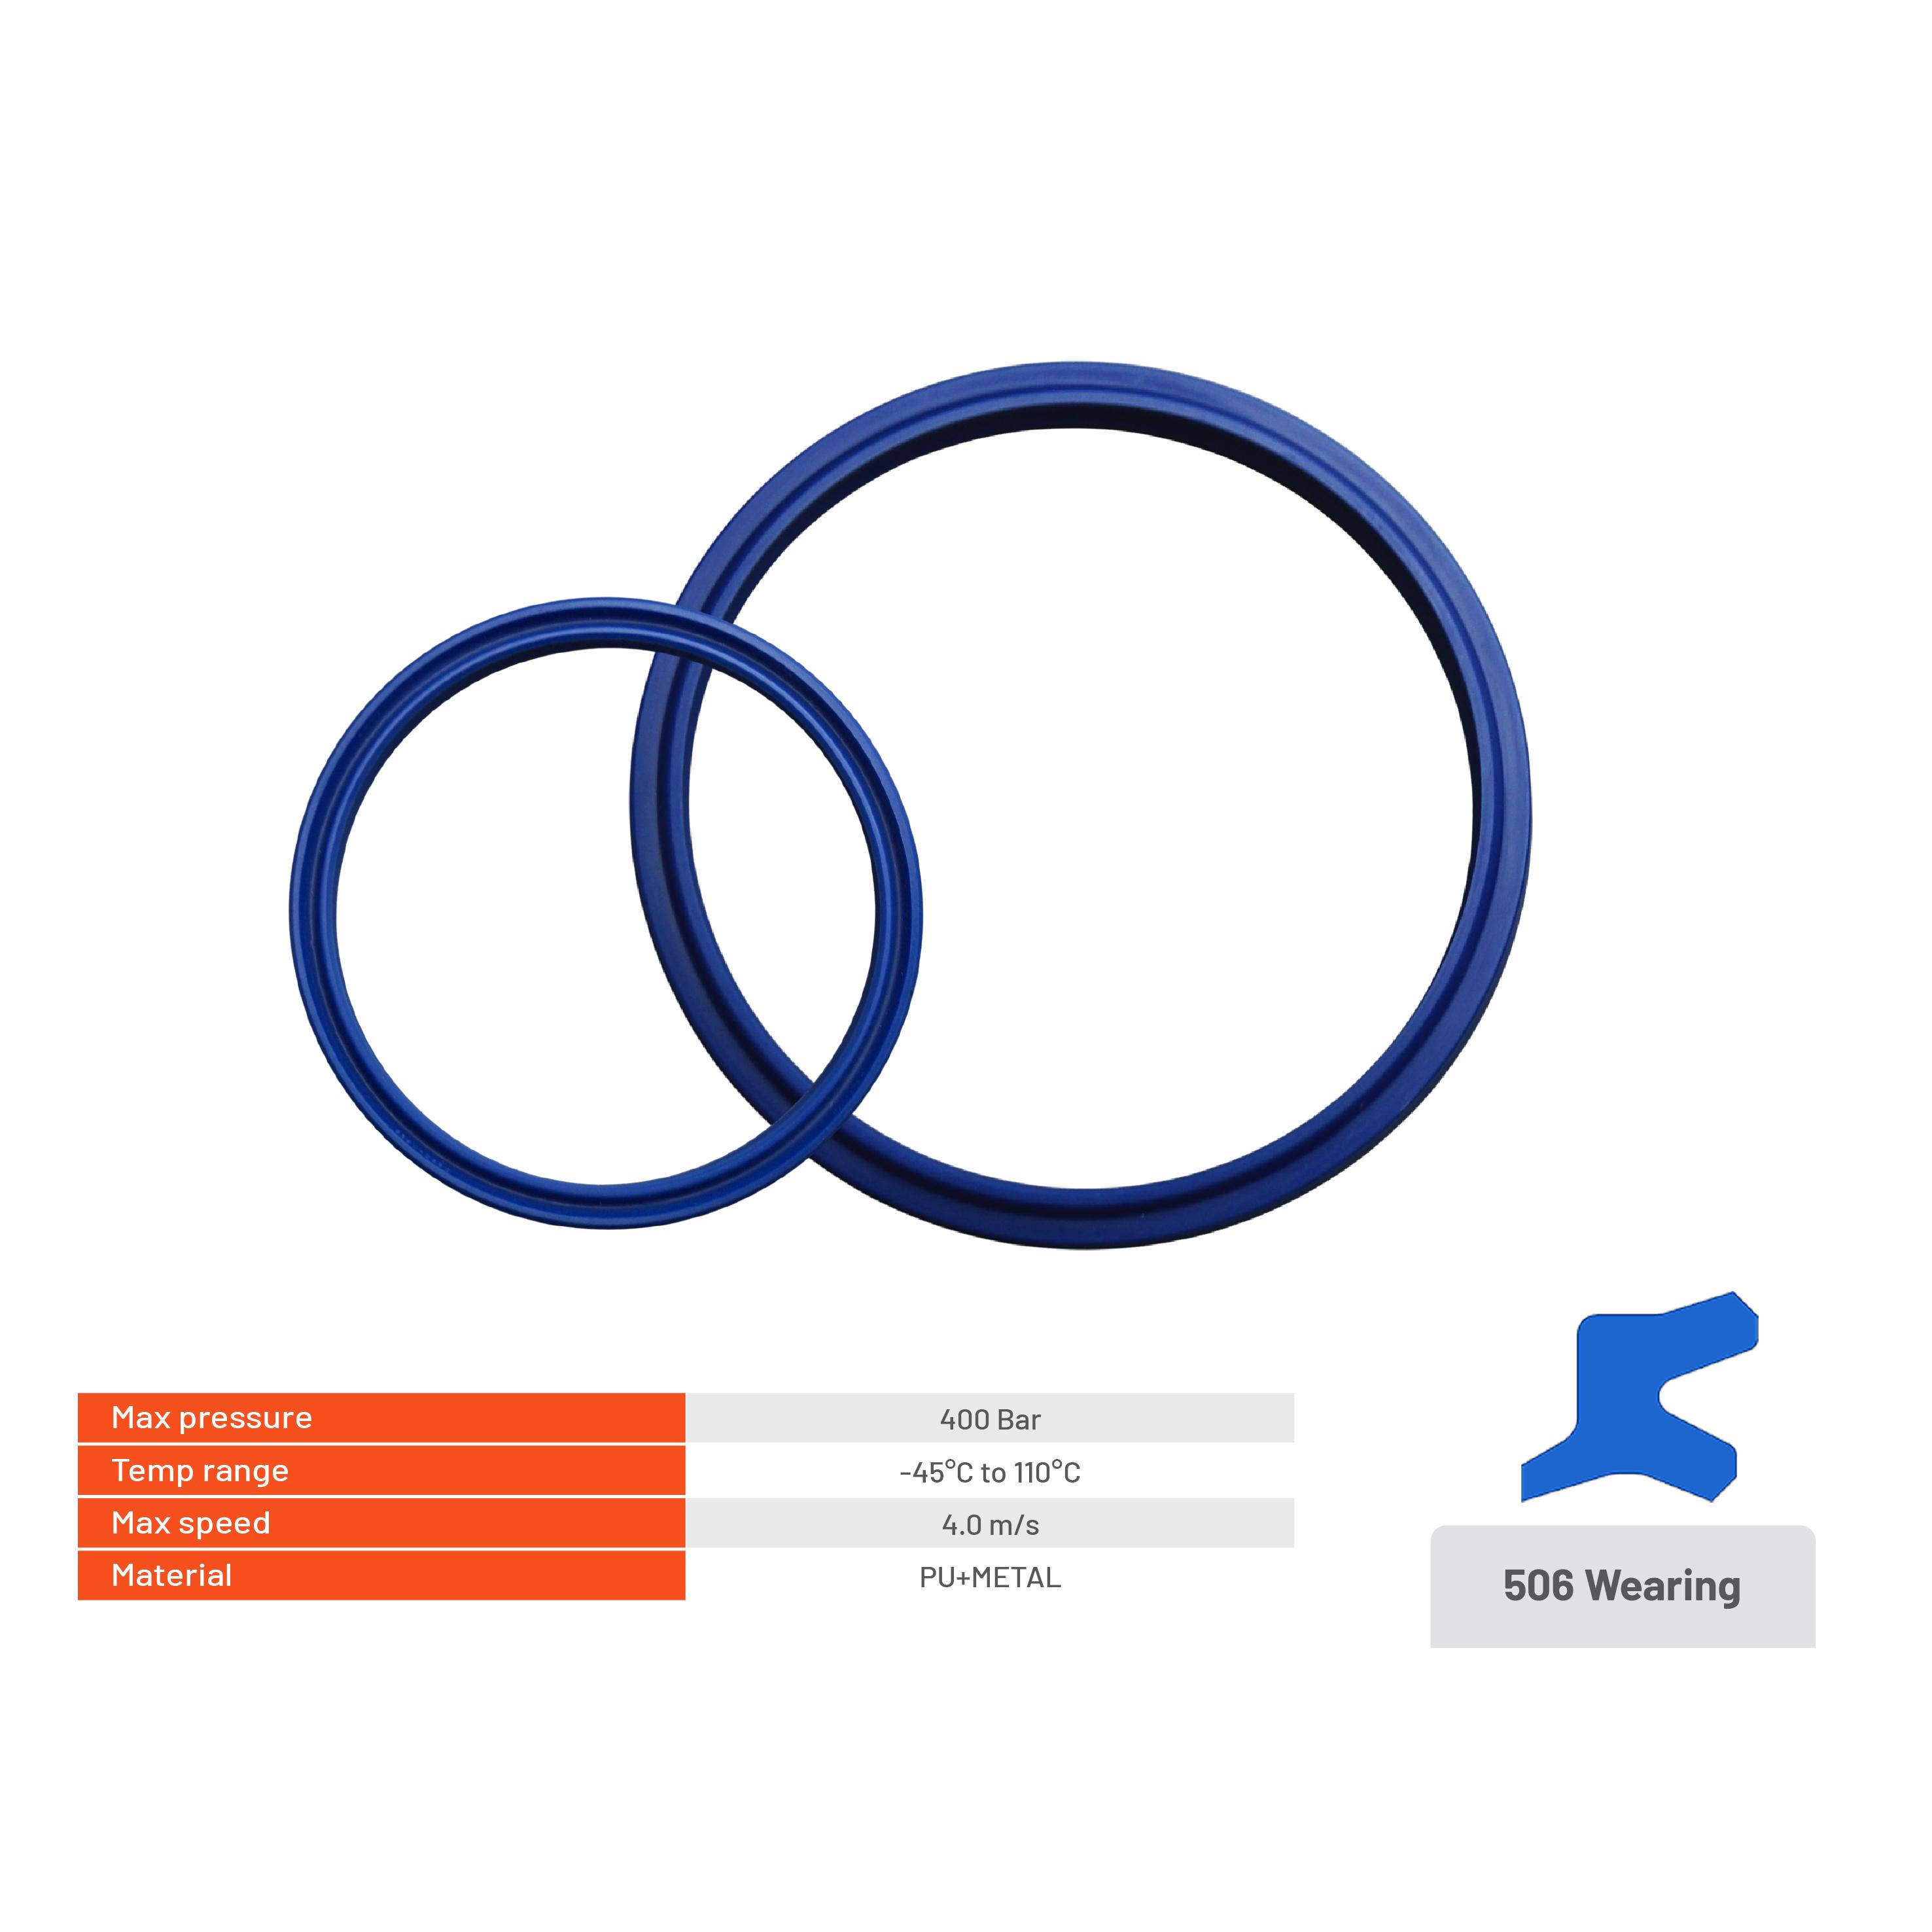 Max pressure 400 Bar
Temp range -45°C to 110°C
Max speed 4.0 m/s
Material PU+METAL
506 Wearing